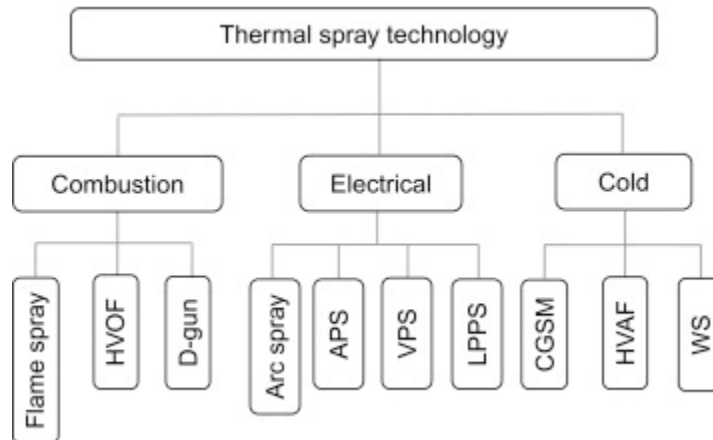 Thermal spray technology
Combustion
Electrical
Cold
Flame spray
HVOF
D-gun
Arc spray
APS
VPS
LPPS
CGSM
HVAF
WS